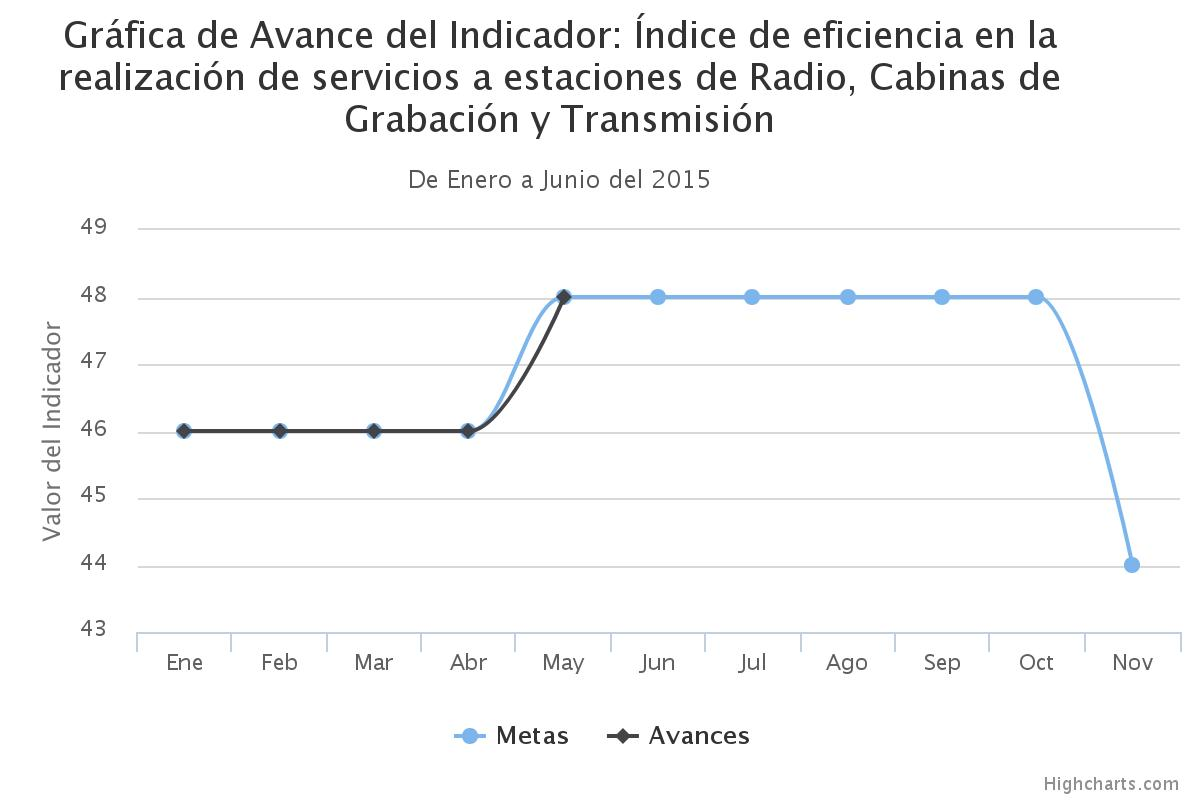 Gráfica de Avance del Indicador: Índice de eficiencia en la
realización de servicios a estaciones de Radio, Cabinas de
Grabación y Transmisión
De Enero a Junio del 2015
Valor del Indicador
49
48
47
46
45
44
43
Ene Feb Mar Abr May Jun Jul Ago Sep Oct Nov
Metas Avances
Highcharts.com